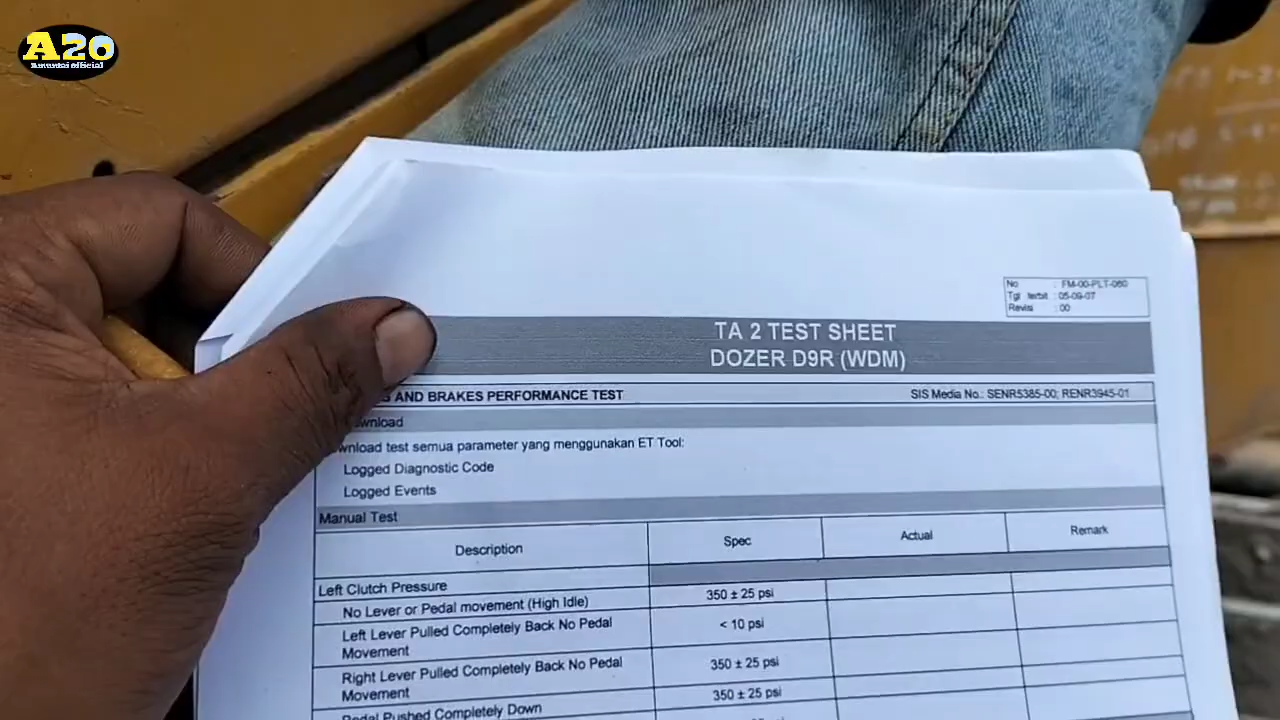 A2O
Amuntai official
No : FM-00-PLT-060
Tgl terbit : 05-09-07
Revisi : 00
TA 2 TEST SHEET
DOZER D9R (WDM)
AND BRAKES PERFORMANCE TEST SIS Media No.: SENR5385-00; RENR3945-01
wnload
wnload test semua parameter yang menggunakan ET Tool:
Logged Diagnostic Code
Logged Events
Manual Test
Description Spec Actual Remark
Left Clutch Pressure
No Lever or Pedal movement (High Idle) 350 ± 25 psi
Left Lever Pulled Completely Back No Pedal
Movement < 10 psi
Right Lever Pulled Completely Back No Pedal
Movement 350 ± 25 psi
Pedal Pushed Completely Down 350 ± 25 psi